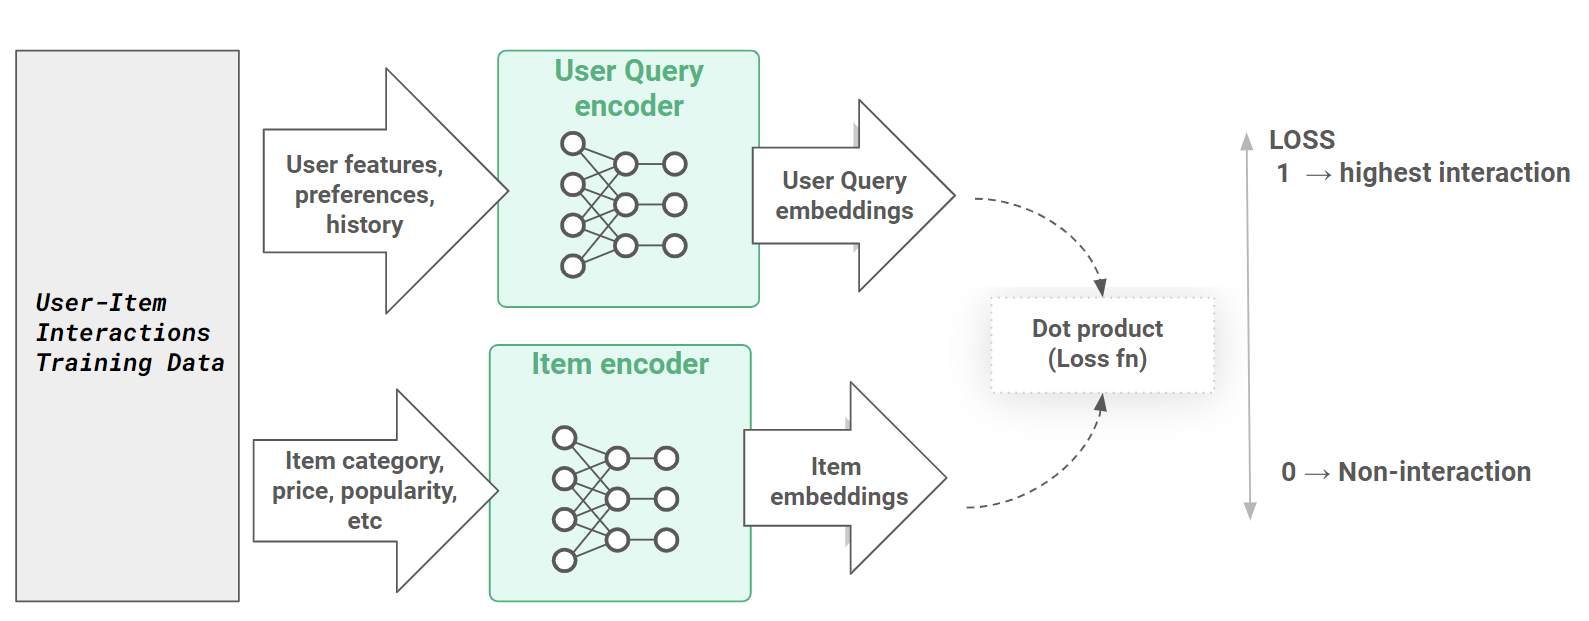 User-Item
Interactions
Training Data
User features,
preferences,
history
User Query
encoder
User Query
embeddings
Item category,
price, popularity,
etc
Item encoder
Item
embeddings
Dot product
(Loss fn)
LOSS
1 → highest interaction
0 → Non-interaction